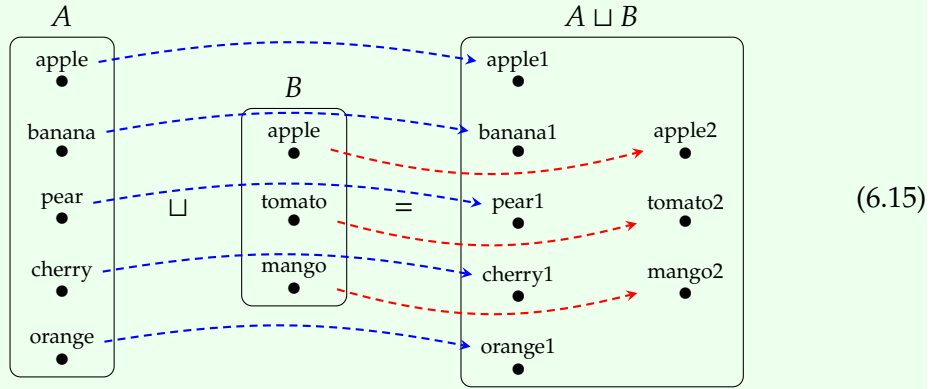 A
A ⊔ B
apple
apple1
B
banana
apple
banana1
apple2
pear
⊔
tomato
=
pear1
tomato2
(6.15)
cherry
mango
cherry1
mango2
orange
orange1